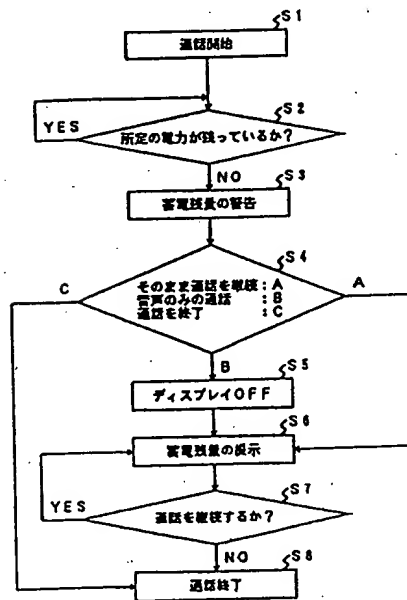 S1
通話開始
S2
YES
所定の電力が残っているか?
NO
S3
蓄電残量の警告
S4
C
A
そのまま通話を継続:A
音声のみの通話:B
通話を終了:C
B
S5
ディスプレイOFF
S6
蓄電残量の提示
S7
YES
通話を継続するか?
NO
S8
通話終了